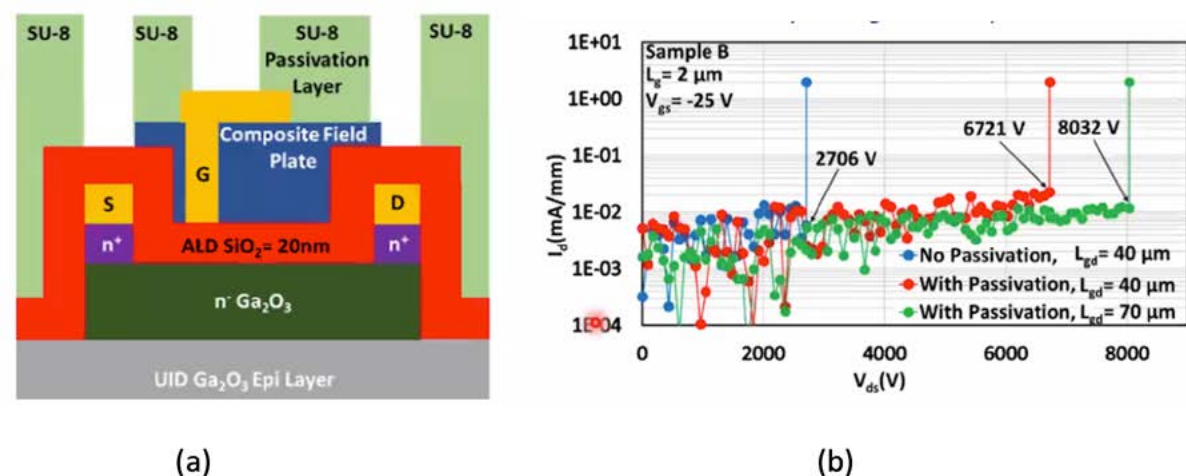 SU-8 SU-8 SU-8 SU-8
Passivation
Layer
Composite Field
Plate
G
S D
n+ n+
ALD SiO2= 20nm
n- Ga2O3
UID Ga2O3 Epi Layer
(a)
1E+01
1E+00
1E-01
1E-02
1E-03
1E-04
Id(mA/mm)
Sample B
Lg= 2 μm
Vgs= -25 V
2706 V
6721 V
8032 V
No Passivation, Lgd= 40 μm
With Passivation, Lgd= 40 μm
With Passivation, Lgd= 70 μm
0 2000 4000 6000 8000
Vds(V)
(b)